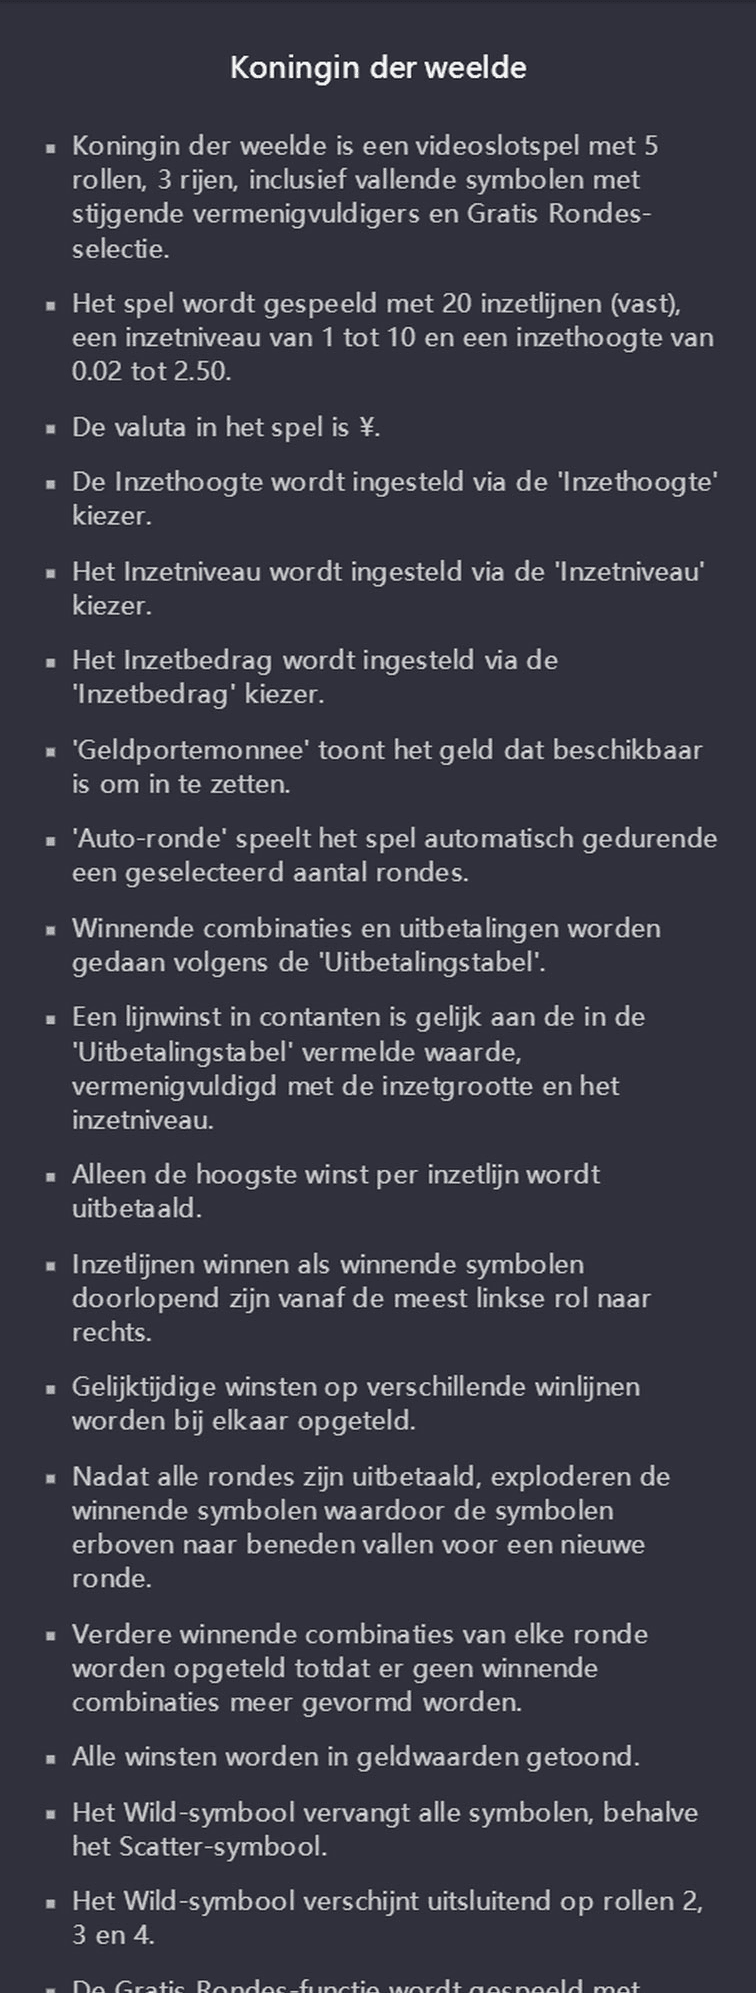 Koningin der weelde
▪ Koningin der weelde is een videoslotspel met 5
rollen, 3 rijen, inclusief vallende symbolen met
stijgende vermenigvuldigers en Gratis Rondes-
selectie.
▪ Het spel wordt gespeeld met 20 inzetlijnen (vast),
een inzetniveau van 1 tot 10 en een inzethoogte van
0.02 tot 2.50.
▪ De valuta in het spel is ¥.
▪ De Inzethoogte wordt ingesteld via de 'Inzethoogte'
kiezer.
▪ Het Inzetniveau wordt ingesteld via de 'Inzetniveau'
kiezer.
▪ Het Inzetbedrag wordt ingesteld via de
'Inzetbedrag' kiezer.
▪ 'Geldportemonnee' toont het geld dat beschikbaar
is om in te zetten.
▪ 'Auto-ronde' speelt het spel automatisch gedurende
een geselecteerd aantal rondes.
▪ Winnende combinaties en uitbetalingen worden
gedaan volgens de 'Uitbetalingstabel'.
▪ Een lijnwinst in contanten is gelijk aan de in de
'Uitbetalingstabel' vermelde waarde,
vermenigvuldigd met de inzetgrootte en het
inzetniveau.
▪ Alleen de hoogste winst per inzetlijn wordt
uitbetaald.
▪ Inzetlijnen winnen als winnende symbolen
doorlopend zijn vanaf de meest linkse rol naar
rechts.
▪ Gelijktijdige winsten op verschillende winlijnen
worden bij elkaar opgeteld.
▪ Nadat alle rondes zijn uitbetaald, exploderen de
winnende symbolen waardoor de symbolen
erboven naar beneden vallen voor een nieuwe
ronde.
▪ Verdere winnende combinaties van elke ronde
worden opgeteld totdat er geen winnende
combinaties meer gevormd worden.
▪ Alle winsten worden in geldwaarden getoond.
▪ Het Wild-symbool vervangt alle symbolen, behalve
het Scatter-symbool.
▪ Het Wild-symbool verschijnt uitsluitend op rollen 2,
3 en 4.
▪ De Gratis Rondes-functie wordt gespeeld met